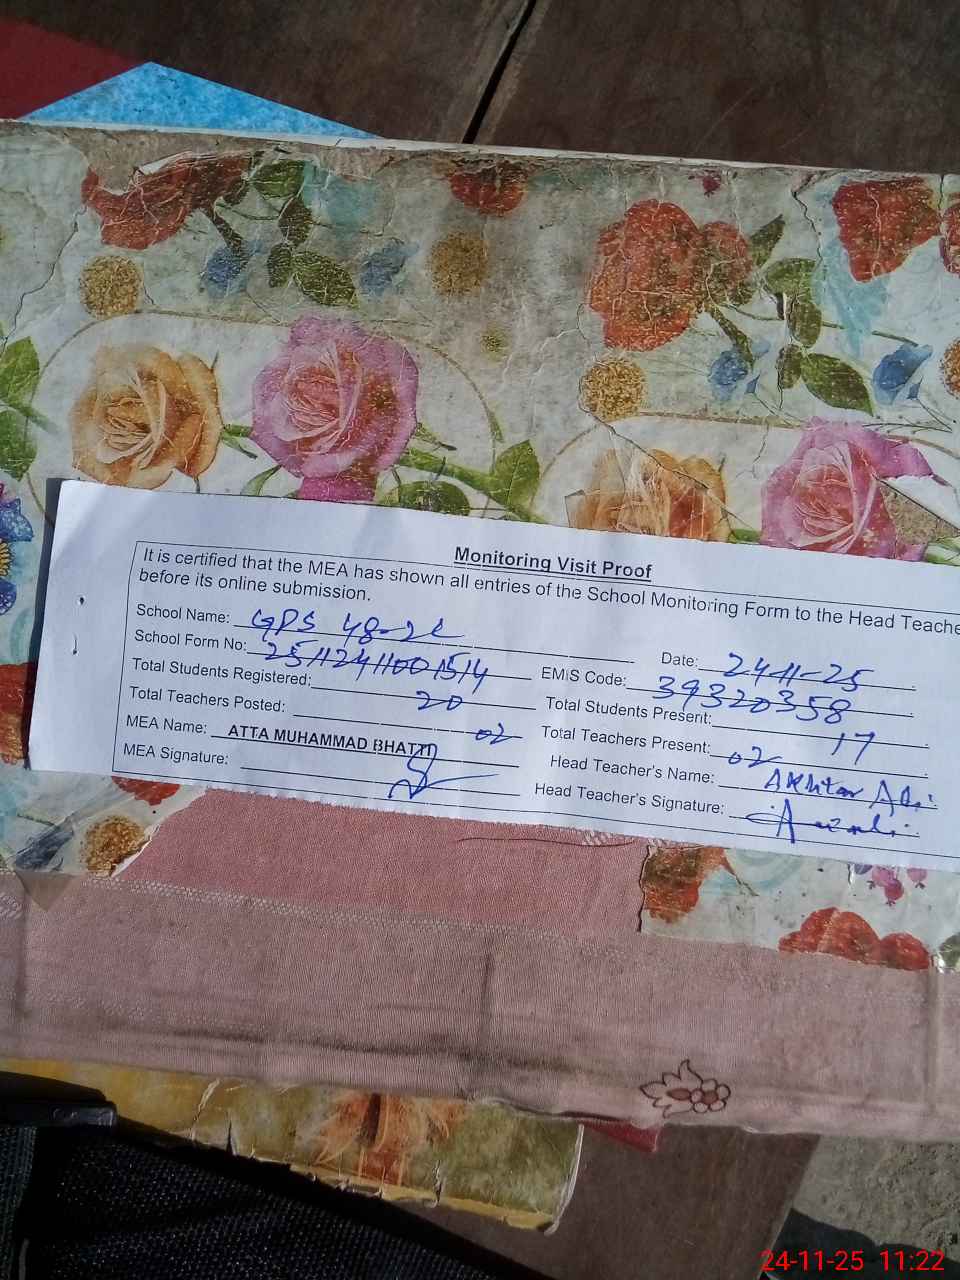 Monitoring Visit Proof
It is certified that the MEA has shown all entries of the School Monitoring Form to the Head Teache
before its online submission.
School Name: GPS 48-2L Date: 24-11-25
School Form No: 25112411001514 EMIS Code: 39320358
Total Students Registered: 20 Total Students Present: 17
Total Teachers Posted: 02 Total Teachers Present: 02
MEA Name: ATTA MUHAMMAD BHATTI Head Teacher's Name: Akhtar Ali
MEA Signature: Head Teacher's Signature:
24-11-25 11:22